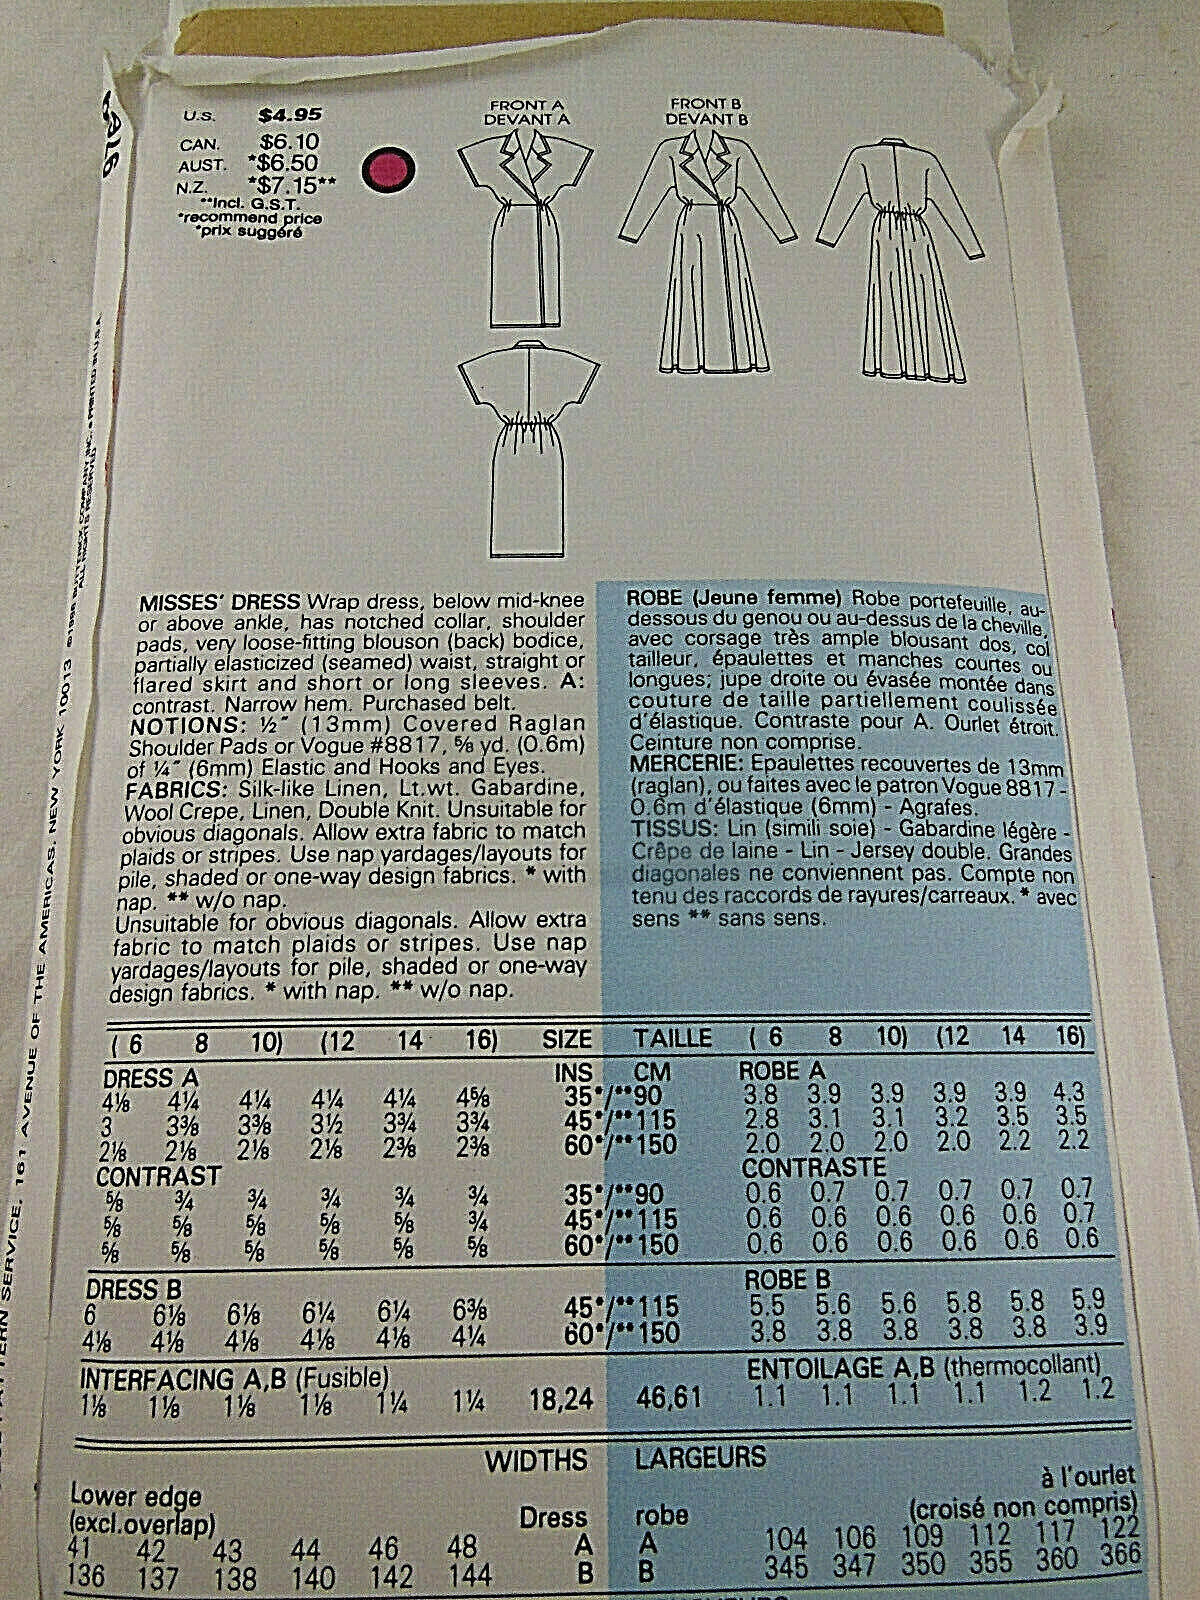 U.S. $4.95
CAN. $6.10
AUST. *$6.50
N.Z. *$7.15**
**Incl. G.S.T.
*recommend price
*prix suggéré
FRONT A
DEVANT A
FRONT B
DEVANT B
MISSES' DRESS Wrap dress, below mid-knee
or above ankle, has notched collar, shoulder
pads, very loose-fitting blouson (back) bodice,
partially elasticized (seamed) waist, straight or
flared skirt and short or long sleeves. A:
contrast. Narrow hem. Purchased belt.
NOTIONS: ½" (13mm) Covered Raglan
Shoulder Pads or Vogue #8817, ⅝ yd. (0.6m)
of ¼" (6mm) Elastic and Hooks and Eyes.
FABRICS: Silk-like Linen, Lt.wt. Gabardine,
Wool Crepe, Linen, Double Knit. Unsuitable for
obvious diagonals. Allow extra fabric to match
plaids or stripes. Use nap yardages/layouts for
pile, shaded or one-way design fabrics. * with
nap. ** w/o nap.
Unsuitable for obvious diagonals. Allow extra
fabric to match plaids or stripes. Use nap
yardages/layouts for pile, shaded or one-way
design fabrics. * with nap. ** w/o nap.
ROBE (Jeune femme) Robe portefeuille, au-
dessous du genou ou au-dessus de la cheville,
avec corsage très ample blousant dos, col
tailleur, épaulettes et manches courtes ou
longues; jupe droite ou évasée montée dans
couture de taille partiellement coulissée
d'élastique. Contraste pour A. Ourlet étroit.
Ceinture non comprise.
MERCERIE: Epaulettes recouvertes de 13mm
(raglan), ou faites avec le patron Vogue 8817 -
0.6m d'élastique (6mm) - Agrafes.
TISSUS: Lin (simili soie) - Gabardine légère -
Crêpe de laine - Lin - Jersey double. Grandes
diagonales ne conviennent pas. Compte non
tenu des raccords de rayures/carreaux. * avec
sens ** sans sens.
(6 8 10) (12 14 16) SIZE TAILLE (6 8 10) (12 14 16)
DRESS A INS CM ROBE A
4⅛ 4¼ 4¼ 4¼ 4¼ 4⅝ 35*/**90 3.8 3.9 3.9 3.9 3.9 4.3
3 3⅜ 3⅜ 3½ 3¾ 3¾ 45*/**115 2.8 3.1 3.1 3.2 3.5 3.5
2⅛ 2⅛ 2⅛ 2⅛ 2⅜ 2⅜ 60*/**150 2.0 2.0 2.0 2.0 2.2 2.2
CONTRAST CONTRASTE
⅝ ¾ ¾ ¾ ¾ ¾ 35*/**90 0.6 0.7 0.7 0.7 0.7 0.7
⅝ ⅝ ⅝ ⅝ ⅝ ¾ 45*/**115 0.6 0.6 0.6 0.6 0.6 0.7
⅝ ⅝ ⅝ ⅝ ⅝ ⅝ 60*/**150 0.6 0.6 0.6 0.6 0.6 0.6
DRESS B ROBE B
6 6⅛ 6⅛ 6¼ 6¼ 6⅜ 45*/**115 5.5 5.6 5.6 5.8 5.8 5.9
4⅛ 4⅛ 4⅛ 4⅛ 4⅛ 4¼ 60*/**150 3.8 3.8 3.8 3.8 3.8 3.9
INTERFACING A,B (Fusible) ENTOILAGE A,B (thermocollant)
1⅛ 1⅛ 1⅛ 1⅛ 1¼ 1¼ 18,24 46,61 1.1 1.1 1.1 1.1 1.2 1.2
WIDTHS LARGEURS
Lower edge à l'ourlet
(excl.overlap) Dress robe (croisé non compris)
41 42 43 44 46 48 A A 104 106 109 112 117 122
136 137 138 140 142 144 B B 345 347 350 355 360 366
PATTERN SERVICE. 161 AVENUE OF THE AMERICAS. NEW YORK 10013 ©1988 BUTTERICK COMPANY, INC. ● PRINTED IN U.S.A.
ALL RIGHTS RESERVED